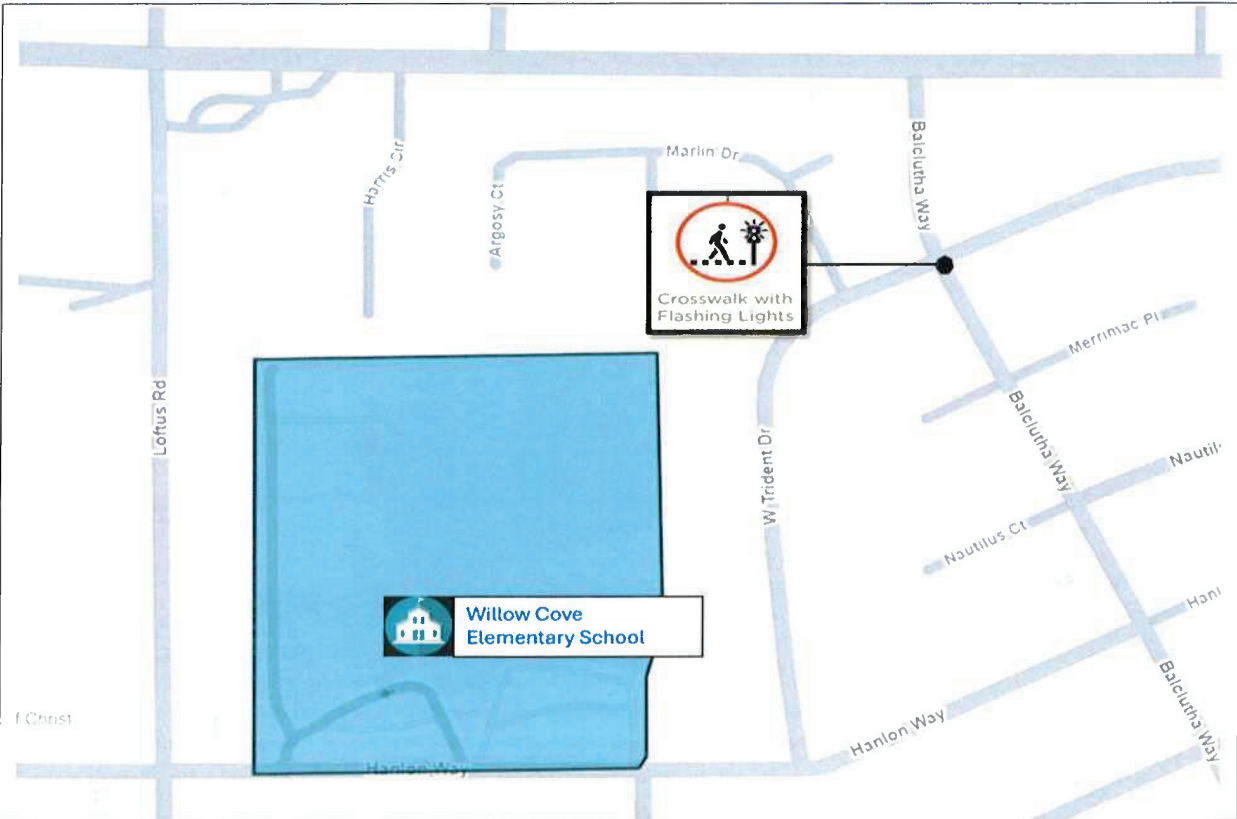 Marlin Dr
Harris Cir
Argosy Ct
Balclutha Way
Crosswalk with
Flashing Lights
Merrimac Pl
Loftus Rd
Balclutha Way
W Trident Dr
Nautil
Nautilus Ct
Willow Cove
Elementary School
Hanl
Balclutha Way
f Christ
Hanlon Way
Hanlon Way